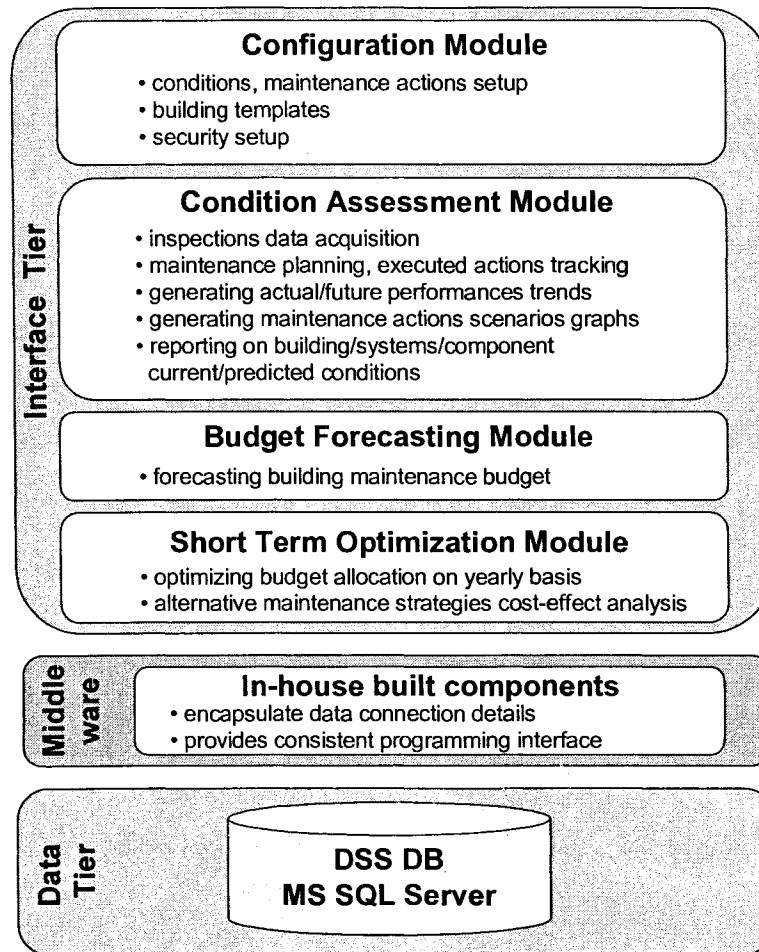 Interface Tier
Configuration Module
• conditions, maintenance actions setup
• building templates
• security setup
Condition Assessment Module
• inspections data acquisition
• maintenance planning, executed actions tracking
• generating actual/future performances trends
• generating maintenance actions scenarios graphs
• reporting on building/systems/component
current/predicted conditions
Budget Forecasting Module
• forecasting building maintenance budget
Short Term Optimization Module
• optimizing budget allocation on yearly basis
• alternative maintenance strategies cost-effect analysis
Middle
ware
In-house built components
• encapsulate data connection details
• provides consistent programming interface
Data
Tier
DSS DB
MS SQL Server